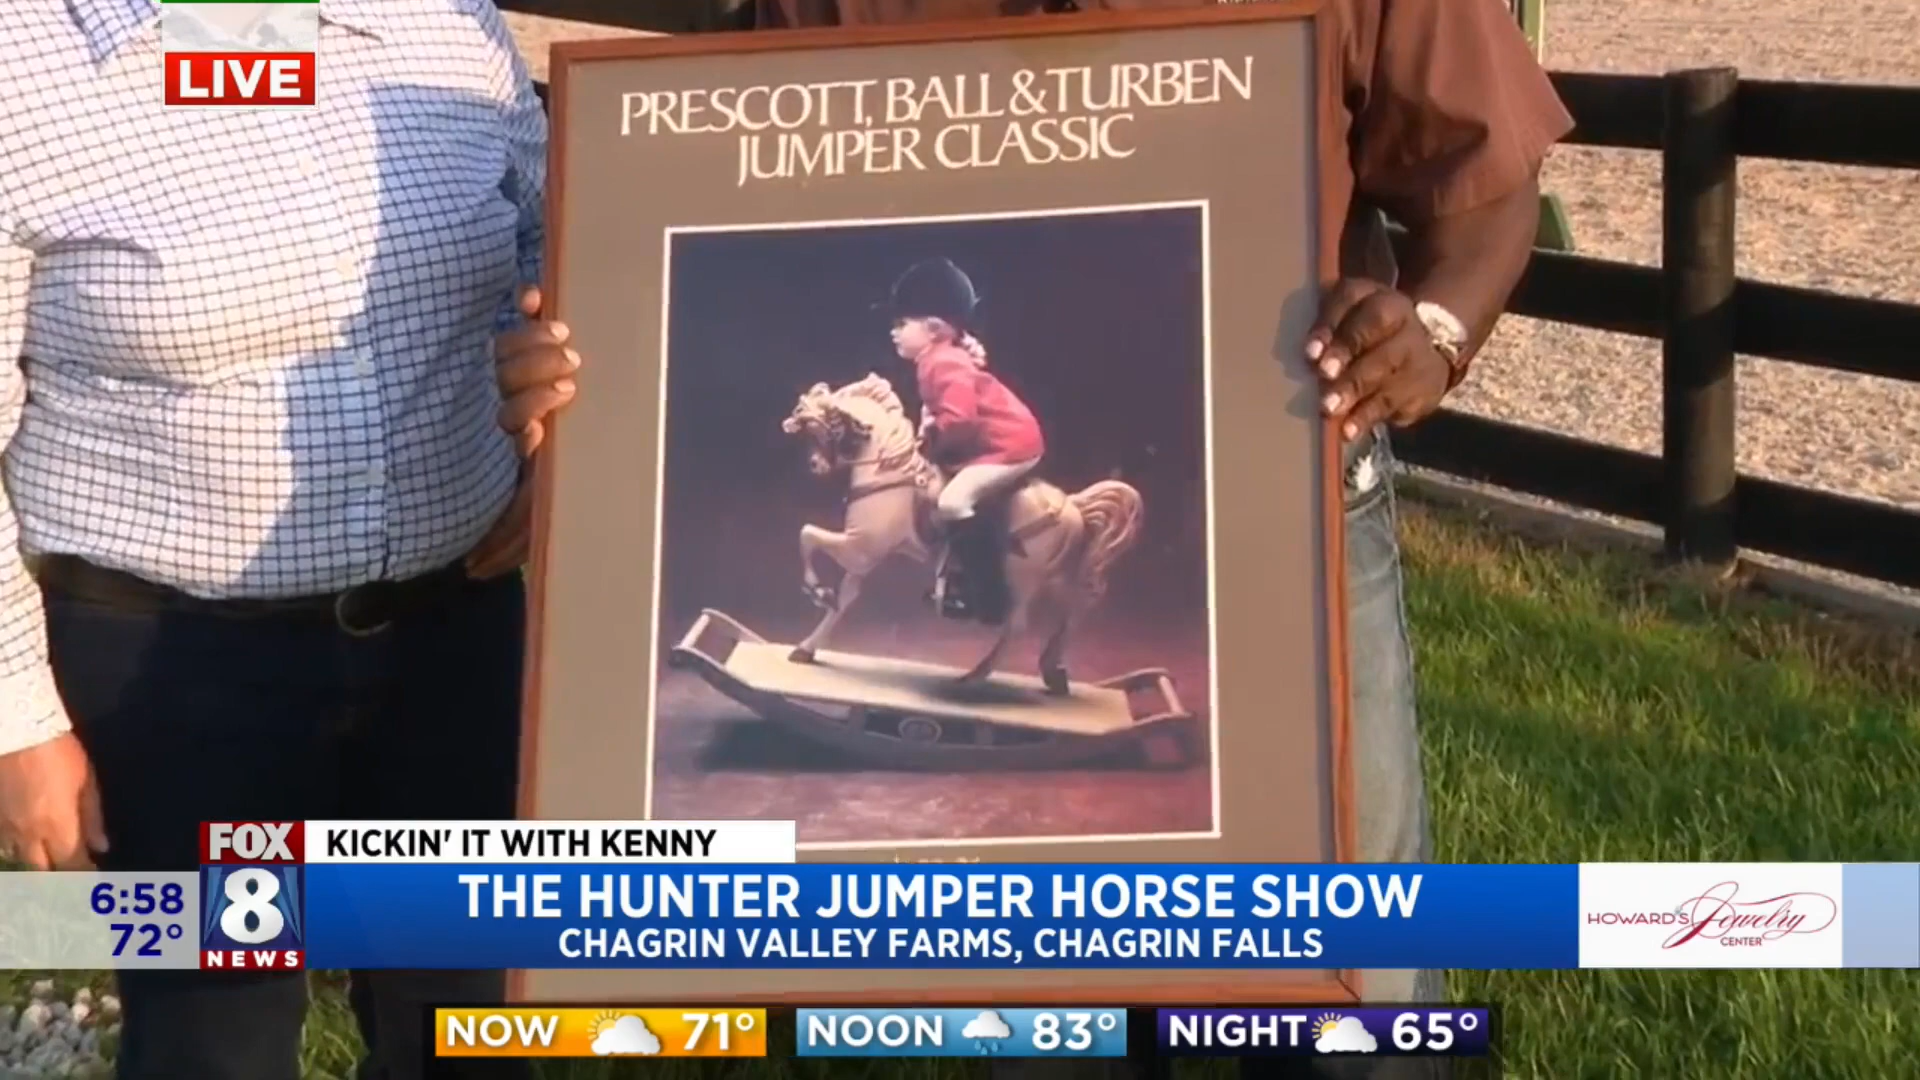 LIVE
PRESCOTT, BALL & TURBEN
JUMPER CLASSIC
FOX
8
NEWS
KICKIN' IT WITH KENNY
6:58
72°
THE HUNTER JUMPER HORSE SHOW
CHAGRIN VALLEY FARMS, CHAGRIN FALLS
HOWARD'S Jewelry
CENTER
NOW 71°
NOON 83°
NIGHT 65°